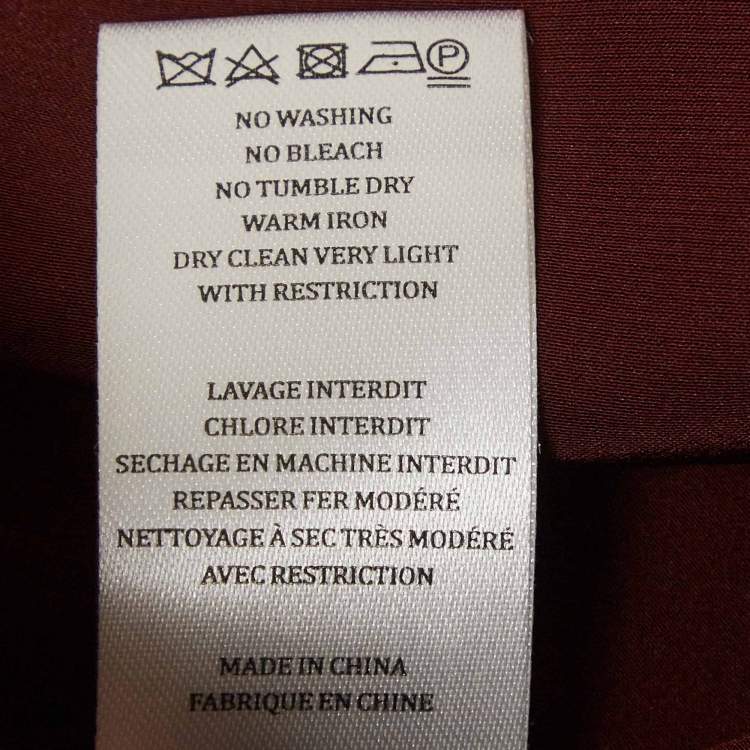 P
NO WASHING
NO BLEACH
NO TUMBLE DRY
WARM IRON
DRY CLEAN VERY LIGHT
WITH RESTRICTION
LAVAGE INTERDIT
CHLORE INTERDIT
SECHAGE EN MACHINE INTERDIT
REPASSER FER MODÉRÉ
NETTOYAGE À SEC TRÈS MODÉRÉ
AVEC RESTRICTION
MADE IN CHINA
FABRIQUE EN CHINE